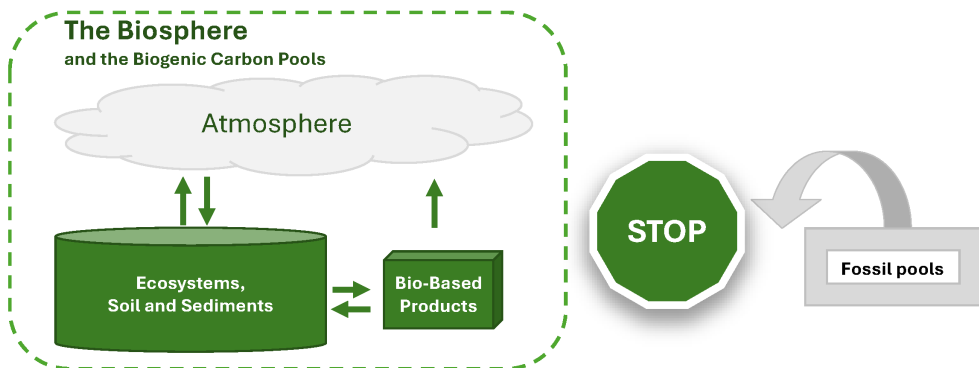 The Biosphere
and the Biogenic Carbon Pools
Atmosphere
Ecosystems,
Soil and Sediments
Bio-Based
Products
STOP
Fossil pools